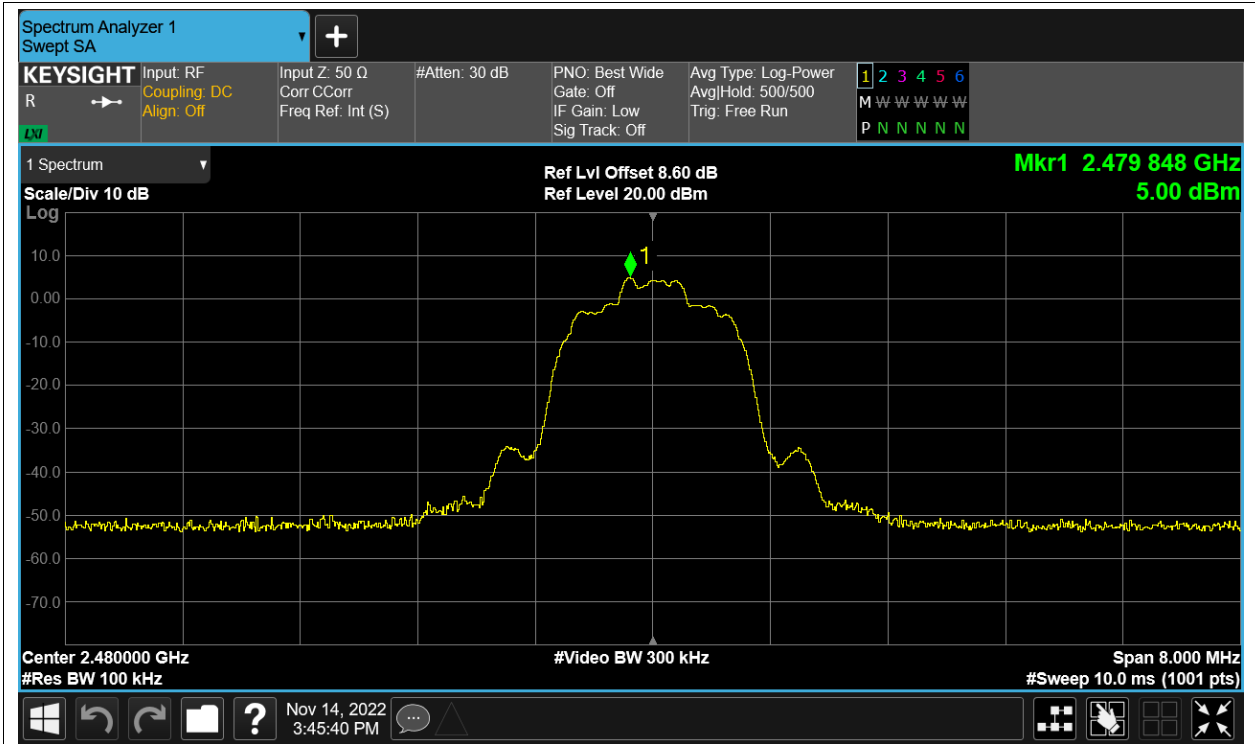 Spectrum Analyzer 1
Swept SA
+
KEYSIGHT
R
LXI
Input: RF
Coupling: DC
Align: Off
Input Z: 50 Ω
Corr CCorr
Freq Ref: Int (S)
#Atten: 30 dB
PNO: Best Wide
Gate: Off
IF Gain: Low
Sig Track: Off
Avg Type: Log-Power
Avg|Hold: 500/500
Trig: Free Run
1 2 3 4 5 6
M W W W W W
P N N N N N
1 Spectrum
Scale/Div 10 dB
Log
Ref Lvl Offset 8.60 dB
Ref Level 20.00 dBm
Mkr1 2.479 848 GHz
5.00 dBm
1
10.0
0.00
-10.0
-20.0
-30.0
-40.0
-50.0
-60.0
-70.0
Center 2.480000 GHz
#Res BW 100 kHz
#Video BW 300 kHz
Span 8.000 MHz
#Sweep 10.0 ms (1001 pts)
?
Nov 14, 2022
3:45:40 PM